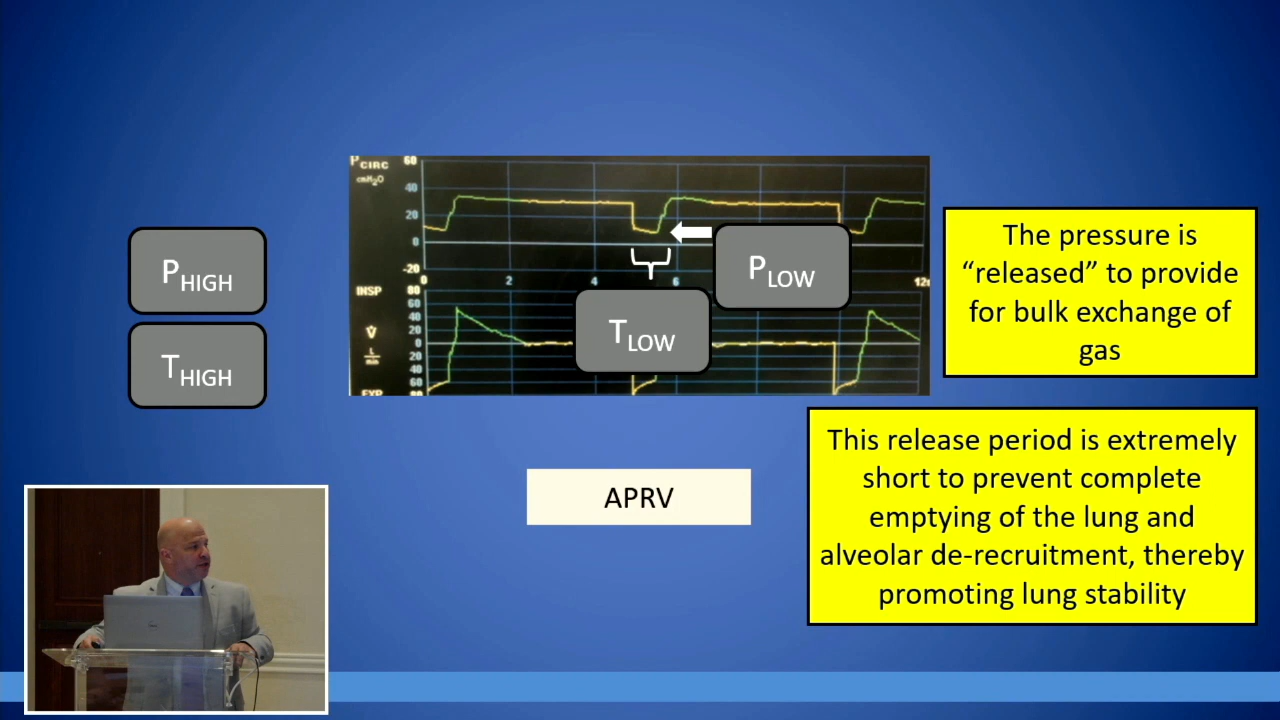 PCIRC
cmH2O
60
40
20
0
-20
0
2
4
6
12s
INSP
80
60
40
20
0
20
40
60
80
V̇
L
min
EXP
PHIGH
THIGH
PLOW
TLOW
The pressure is
“released” to provide
for bulk exchange of
gas
This release period is extremely
short to prevent complete
emptying of the lung and
alveolar de-recruitment, thereby
promoting lung stability
APRV